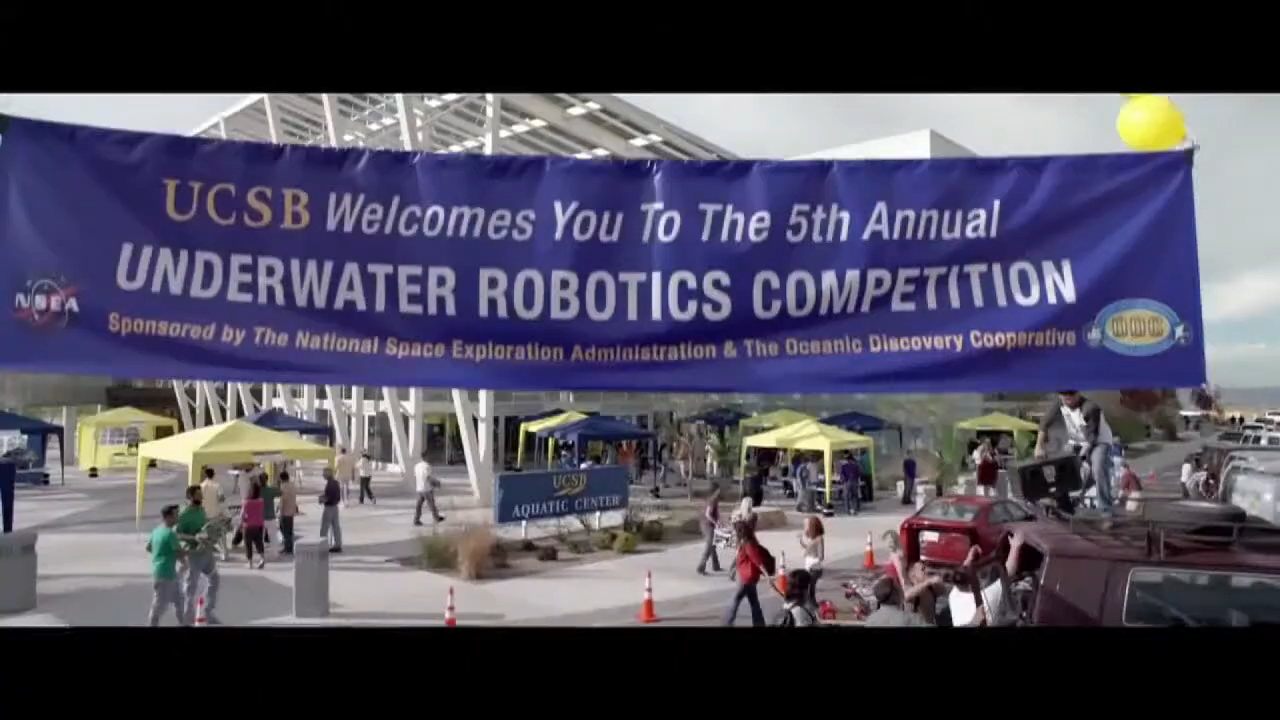 UCSB Welcomes You To The 5th Annual
UNDERWATER ROBOTICS COMPETITION
NSEA
Sponsored by The National Space Exploration Administration & The Oceanic Discovery Cooperative
ODC
UCSB
AQUATIC CENTER